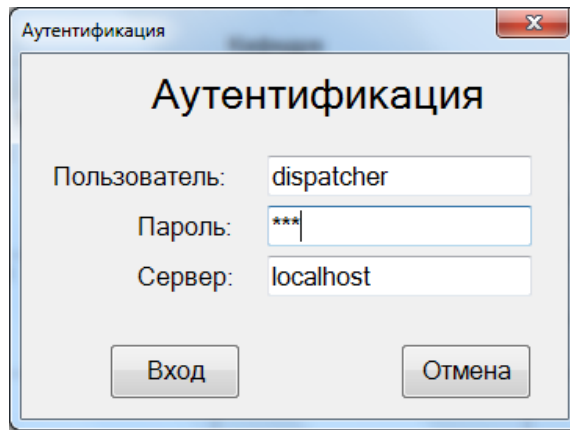 Аутентификация
Аутентификация
Пользователь: dispatcher
Пароль: ***
Сервер: localhost
Вход Отмена